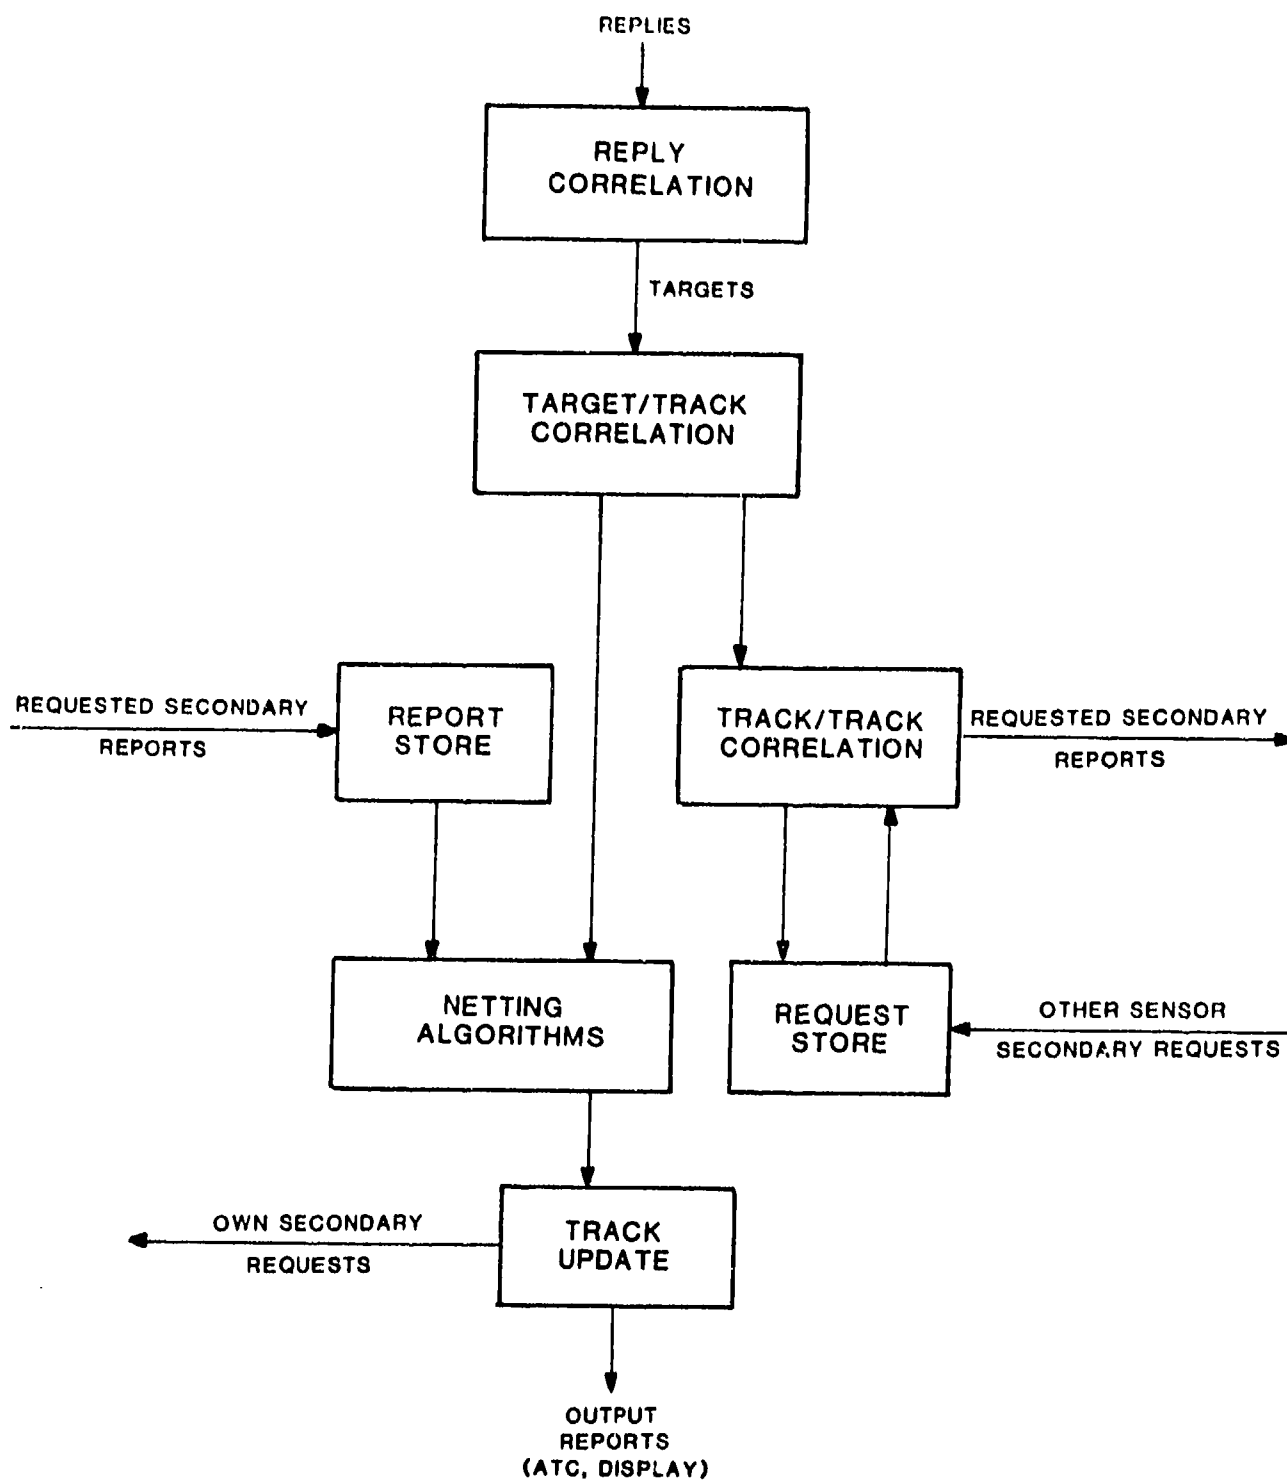 REPLIES
REPLY
CORRELATION
TARGETS
TARGET/TRACK
CORRELATION
REQUESTED SECONDARY
REPORTS
REPORT
STORE
TRACK/TRACK
CORRELATION
REQUESTED SECONDARY
REPORTS
NETTING
ALGORITHMS
REQUEST
STORE
OTHER SENSOR
SECONDARY REQUESTS
OWN SECONDARY
REQUESTS
TRACK
UPDATE
OUTPUT
REPORTS
(ATC, DISPLAY)